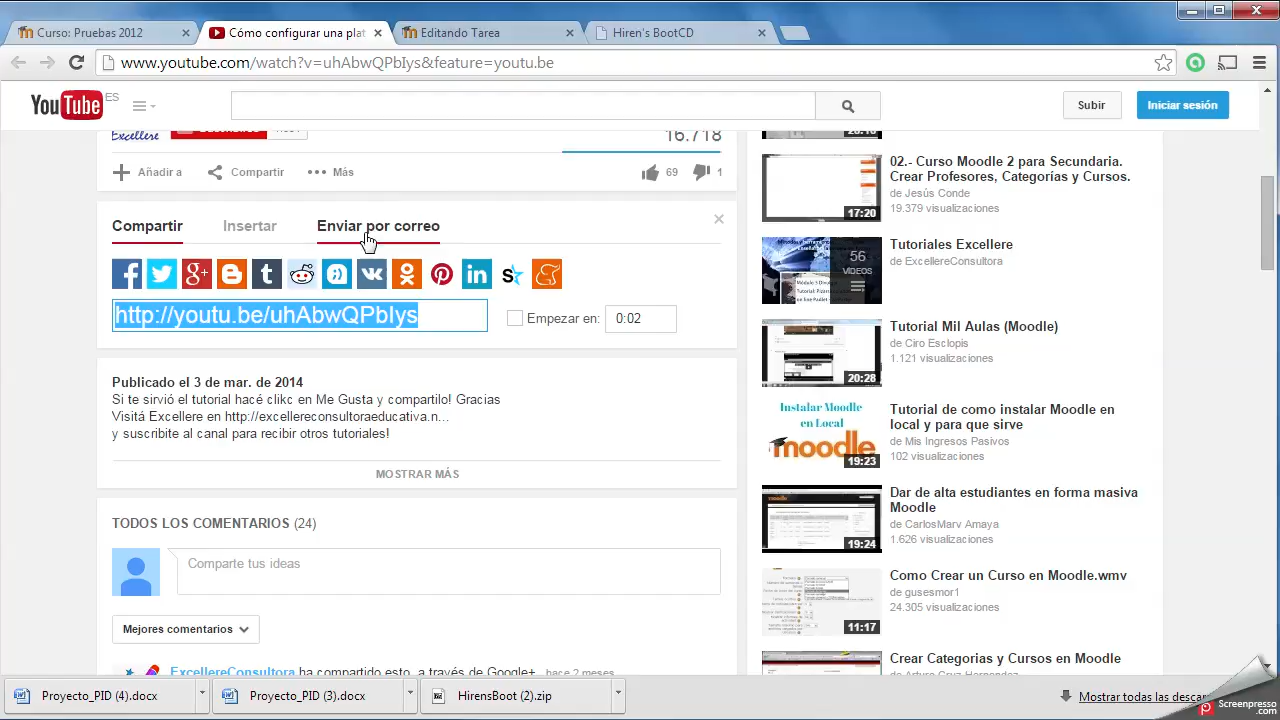 Curso: Pruebas 2012
Cómo configurar una plat
Editando Tarea
Hiren's BootCD
www.youtube.com/watch?v=uhAbwQPbIys&feature=youtu.be
YouTube ES
Subir
Iniciar sesión
Excellere
16.718
Añadir a
Compartir
Más
69
1
Compartir
Insertar
Enviar por correo
http://youtu.be/uhAbwQPbIys
Empezar en:
0:02
Publicado el 3 de mar. de 2014
Si te sirvió el tutorial hacé clikc en Me Gusta y compartilo! Gracias
Visitá Excellere en http://excellereconsultoraeducativa.n...
y suscribite al canal para recibir otros tutoriales!
MOSTRAR MÁS
TODOS LOS COMENTARIOS (24)
Comparte tus ideas
Mejores comentarios
ExcellereConsultora
través de Google+
hace 2 meses
02.- Curso Moodle 2 para Secundaria.
Crear Profesores, Categorías y Cursos.
de Jesús Conde
19.379 visualizaciones
17:20
Tutoriales Excellere
de ExcellereConsultora
56
VIDEOS
Tutorial Mil Aulas (Moodle)
de Ciro Esclopis
1.121 visualizaciones
20:28
Instalar Moodle
en Local
moodle
19:23
Tutorial de como instalar Moodle en
local y para que sirve
de Mis Ingresos Pasivos
102 visualizaciones
Dar de alta estudiantes en forma masiva
Moodle
de CarlosMarv Amaya
1.626 visualizaciones
19:24
Como Crear un Curso en Moodle.wmv
de gusesmor1
24.305 visualizaciones
11:17
Crear Categorias y Cursos en Moodle
Proyecto_PID (4).docx
Proyecto_PID (3).docx
HirensBoot (2).zip
Mostrar todas las descar
Screenpresso
.com